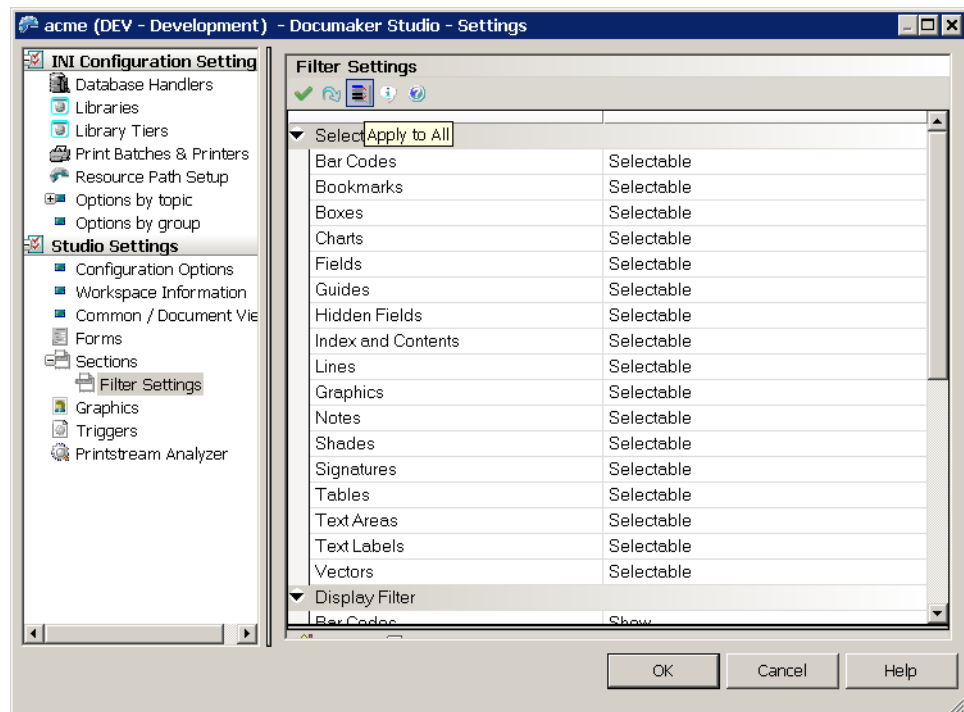 acme (DEV - Development) - Documaker Studio - Settings
INI Configuration Setting
Database Handlers
Libraries
Library Tiers
Print Batches & Printers
Resource Path Setup
Options by topic
Options by group
Studio Settings
Configuration Options
Workspace Information
Common / Document Vie
Forms
Sections
Filter Settings
Graphics
Triggers
Printstream Analyzer
Filter Settings
Select
Apply to All
Bar Codes Selectable
Bookmarks Selectable
Boxes Selectable
Charts Selectable
Fields Selectable
Guides Selectable
Hidden Fields Selectable
Index and Contents Selectable
Lines Selectable
Graphics Selectable
Notes Selectable
Shades Selectable
Signatures Selectable
Tables Selectable
Text Areas Selectable
Text Labels Selectable
Vectors Selectable
Display Filter
Bar Codes Show
OK Cancel Help